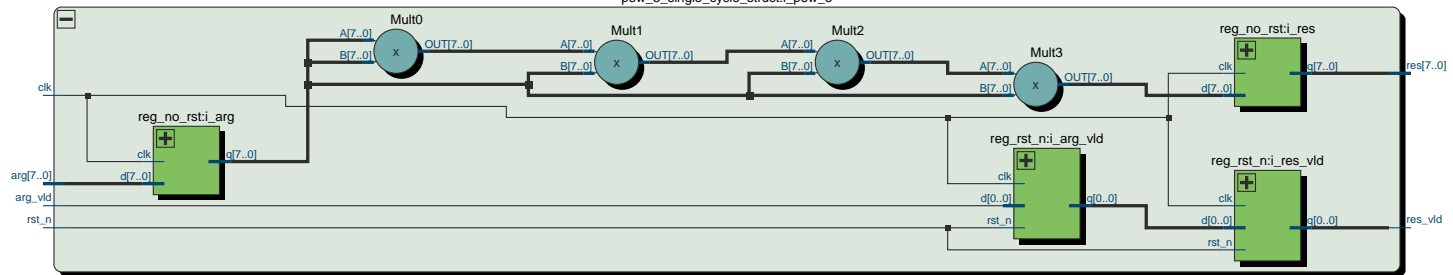 pow_5_single_cycle_struct:i_pow_5
Mult0
A[7..0]
B[7..0]
x
OUT[7..0]
Mult1
A[7..0]
B[7..0]
x
OUT[7..0]
Mult2
A[7..0]
B[7..0]
x
OUT[7..0]
Mult3
A[7..0]
B[7..0]
x
OUT[7..0]
reg_no_rst:i_res
clk
d[7..0]
q[7..0]
res[7..0]
clk
reg_no_rst:i_arg
clk
d[7..0]
q[7..0]
arg[7..0]
arg_vld
rst_n
reg_rst_n:i_arg_vld
clk
d[0..0]
rst_n
q[0..0]
reg_rst_n:i_res_vld
clk
d[0..0]
rst_n
q[0..0]
res_vld